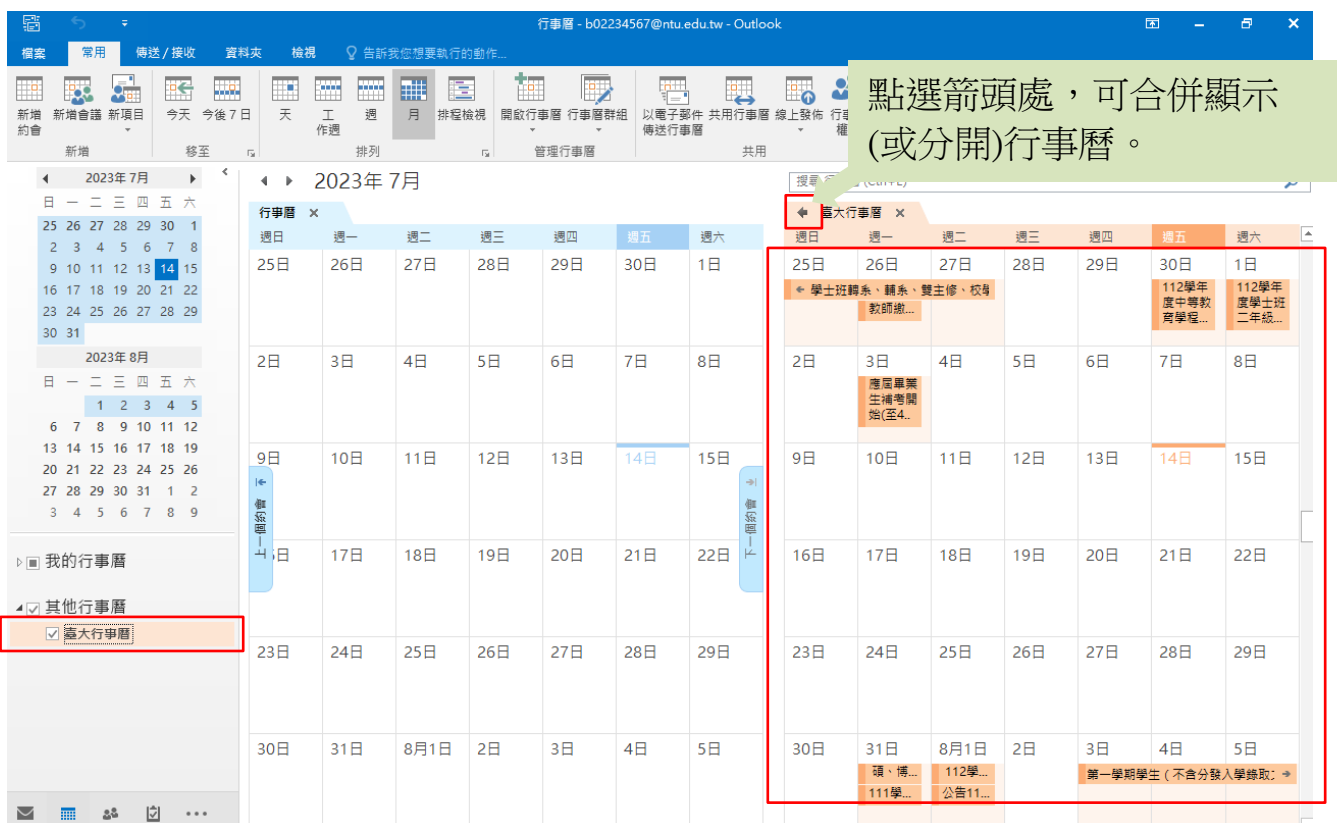 行事曆 - b02234567@ntu.edu.tw - Outlook
檔案 常用 傳送 / 接收 資料夾 檢視 告訴我您想要執行的動作...
點選箭頭處，可合併顯示
(或分開)行事曆。
新增 新增會議 新項目 今天 今後 7 日 天 工 週 月 排程檢視 開啟行事曆 行事曆群組 以電子郵件 共用行事曆 線上發佈
約會 作週 傳送行事曆
新增 移至 排列 管理行事曆 共用
2023年 7月
日 一 二 三 四 五 六
25 26 27 28 29 30 1
2 3 4 5 6 7 8
9 10 11 12 13 14 15
16 17 18 19 20 21 22
23 24 25 26 27 28 29
30 31
2023年 8月
日 一 二 三 四 五 六
1 2 3 4 5
6 7 8 9 10 11 12
13 14 15 16 17 18 19
20 21 22 23 24 25 26
27 28 29 30 31 1 2
3 4 5 6 7 8 9
我的行事曆
其他行事曆
臺大行事曆
2023年 7月
行事曆
週日 週一 週二 週三 週四 週五 週六
25日 26日 27日 28日 29日 30日 1日
2日 3日 4日 5日 6日 7日 8日
9日 10日 11日 12日 13日 14日 15日
上一個約會
下一個約會
17日 18日 19日 20日 21日 22日
23日 24日 25日 26日 27日 28日 29日
30日 31日 8月1日 2日 3日 4日 5日
臺大行事曆
週日 週一 週二 週三 週四 週五 週六
25日 26日 27日 28日 29日 30日 1日
學士班轉系、輔系、雙主修、校學
教師繳...
112學年
度中等教
育學程...
112學年
度學士班
二年級...
2日 3日 4日 5日 6日 7日 8日
應屆畢業
生補考開
始(至4..
9日 10日 11日 12日 13日 14日 15日
16日 17日 18日 19日 20日 21日 22日
23日 24日 25日 26日 27日 28日 29日
30日 31日 8月1日 2日 3日 4日 5日
碩、博... 112學... 第一學期學生 ( 不含分發入學錄取:
111學... 公告11...